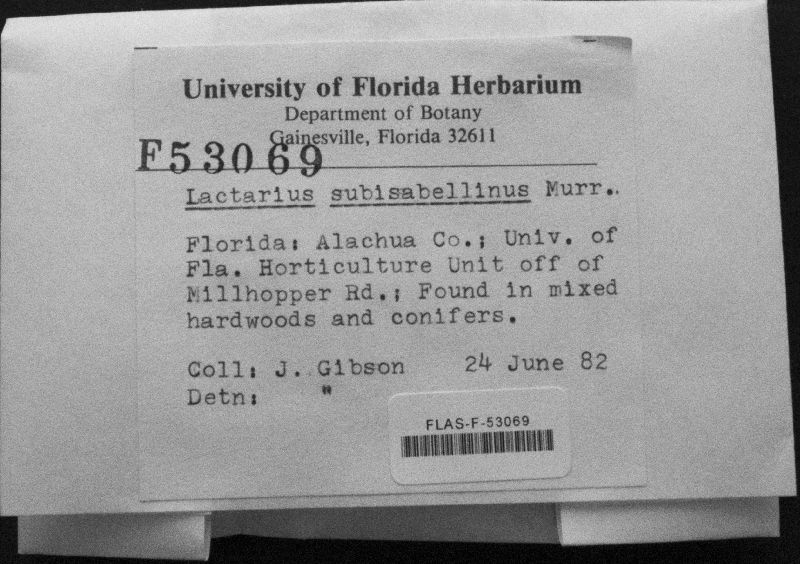 University of Florida Herbarium
Department of Botany
Gainesville, Florida 32611
F53069
Lactarius subisabellinus Murr..
Florida: Alachua Co.; Univ. of
Fla. Horticulture Unit off of
Millhopper Rd.; Found in mixed
hardwoods and conifers.
Coll: J. Gibson 24 June 82
Detn: "
FLAS-F-53069